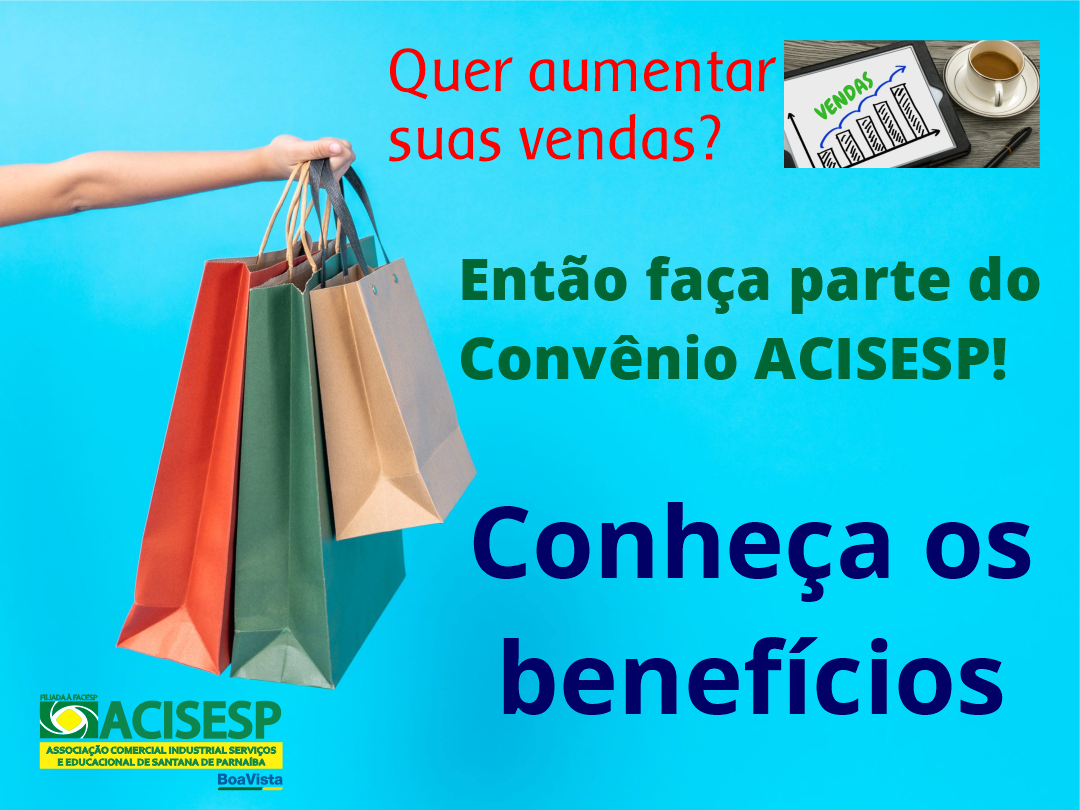 Quer aumentar
suas vendas?
VENDAS
Então faça parte do
Convênio ACISESP!
Conheça os
benefícios
FILIADA À FACESP
ACISESP
ASSOCIAÇÃO COMERCIAL INDUSTRIAL SERVIÇOS
E EDUCACIONAL DE SANTANA DE PARNAÍBA
BoaVista